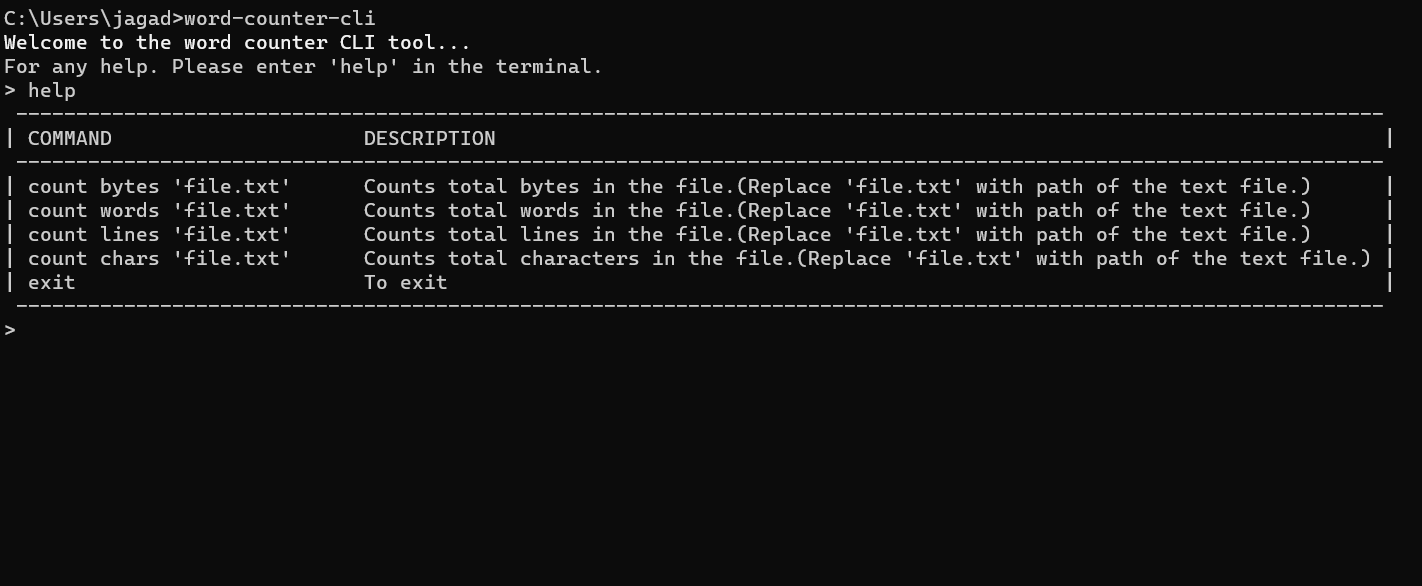 C:\Users\jagad>word-counter-cli
Welcome to the word counter CLI tool...
For any help. Please enter 'help' in the terminal.
> help
 ------------------------------------------------------------------------------------------------------------------
| COMMAND                     DESCRIPTION                                                                          |
 ------------------------------------------------------------------------------------------------------------------
| count bytes 'file.txt'      Counts total bytes in the file.(Replace 'file.txt' with path of the text file.)      |
| count words 'file.txt'      Counts total words in the file.(Replace 'file.txt' with path of the text file.)      |
| count lines 'file.txt'      Counts total lines in the file.(Replace 'file.txt' with path of the text file.)      |
| count chars 'file.txt'      Counts total characters in the file.(Replace 'file.txt' with path of the text file.) |
| exit                        To exit                                                                              |
 ------------------------------------------------------------------------------------------------------------------
>